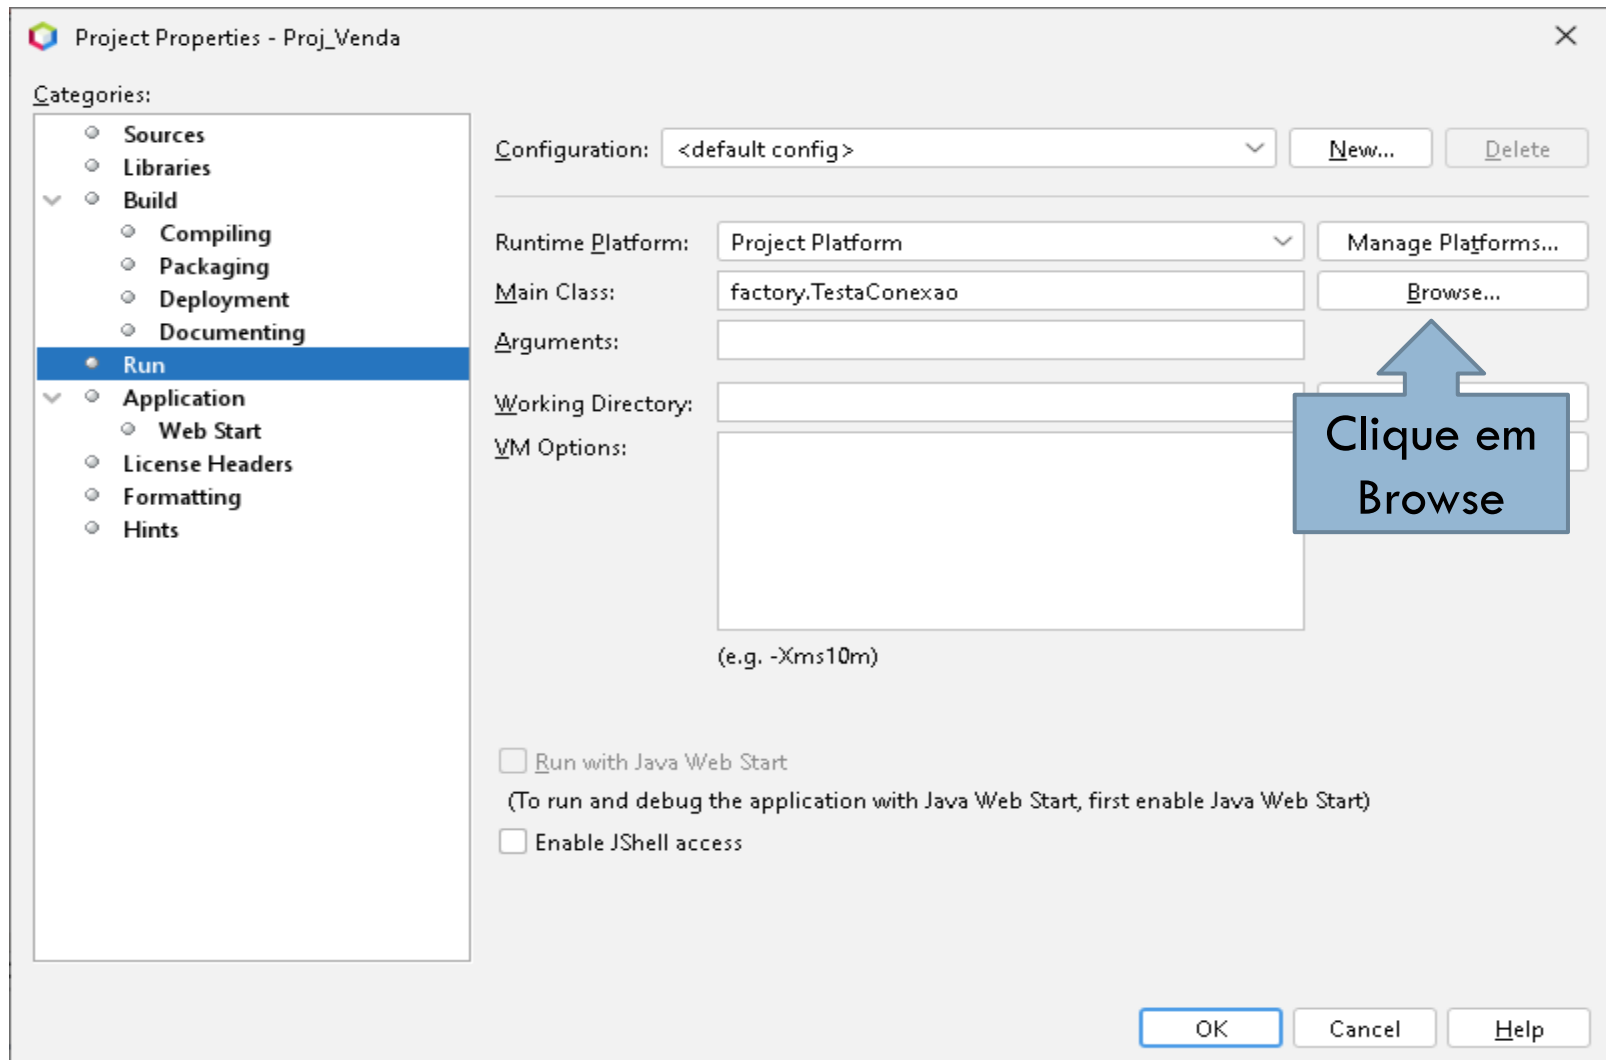 Project Properties - Proj_Venda
Categories:
Sources
Libraries
Build
Compiling
Packaging
Deployment
Documenting
Run
Application
Web Start
License Headers
Formatting
Hints
Configuration: <default config> New... Delete
Runtime Platform: Project Platform Manage Platforms...
Main Class: factory.TestaConexao Browse...
Arguments:
Working Directory:
VM Options:
Clique em
Browse
(e.g. -Xms10m)
Run with Java Web Start
(To run and debug the application with Java Web Start, first enable Java Web Start)
Enable JShell access
OK Cancel Help